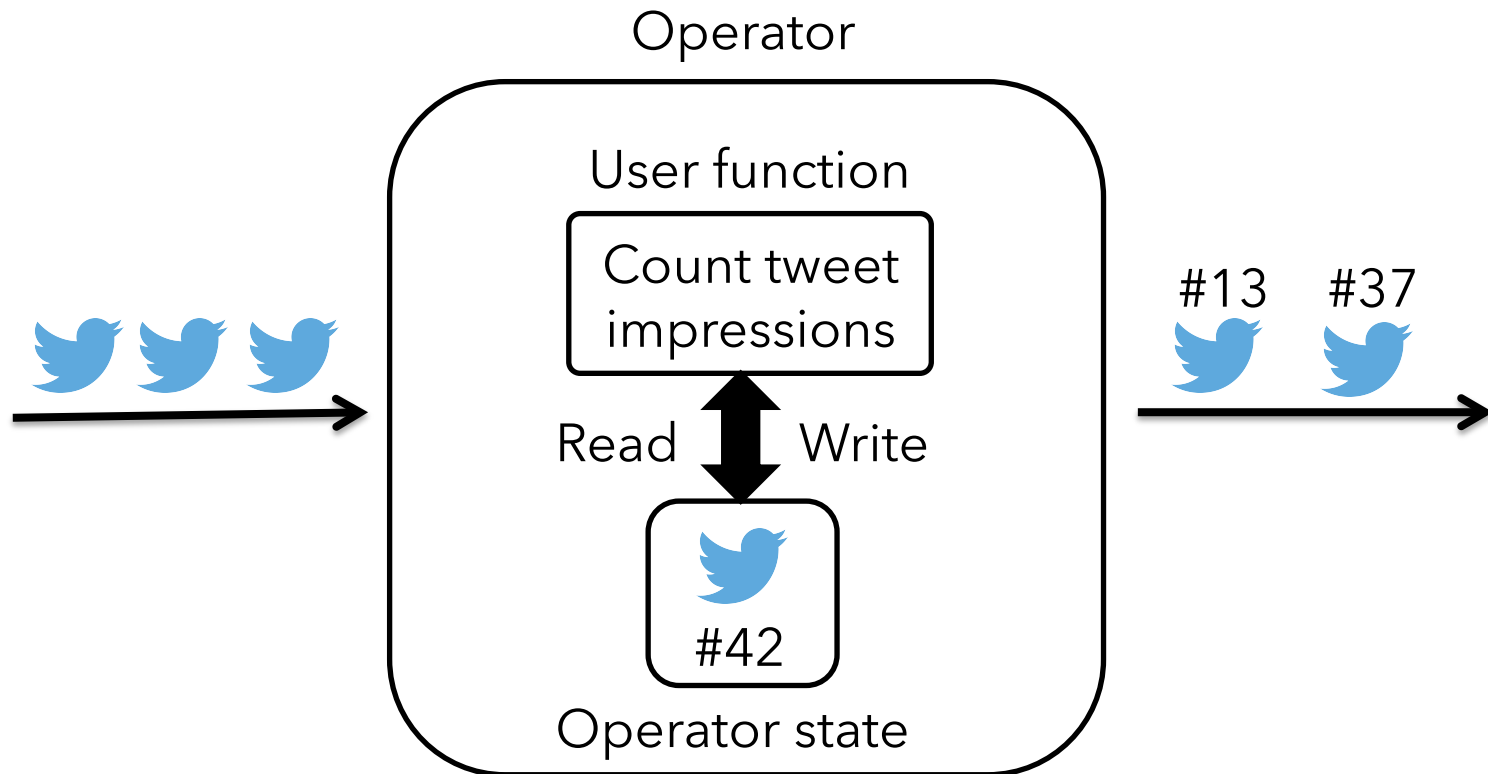 Operator
User function
Count tweet
impressions
#13 #37
Read Write
#42
Operator state